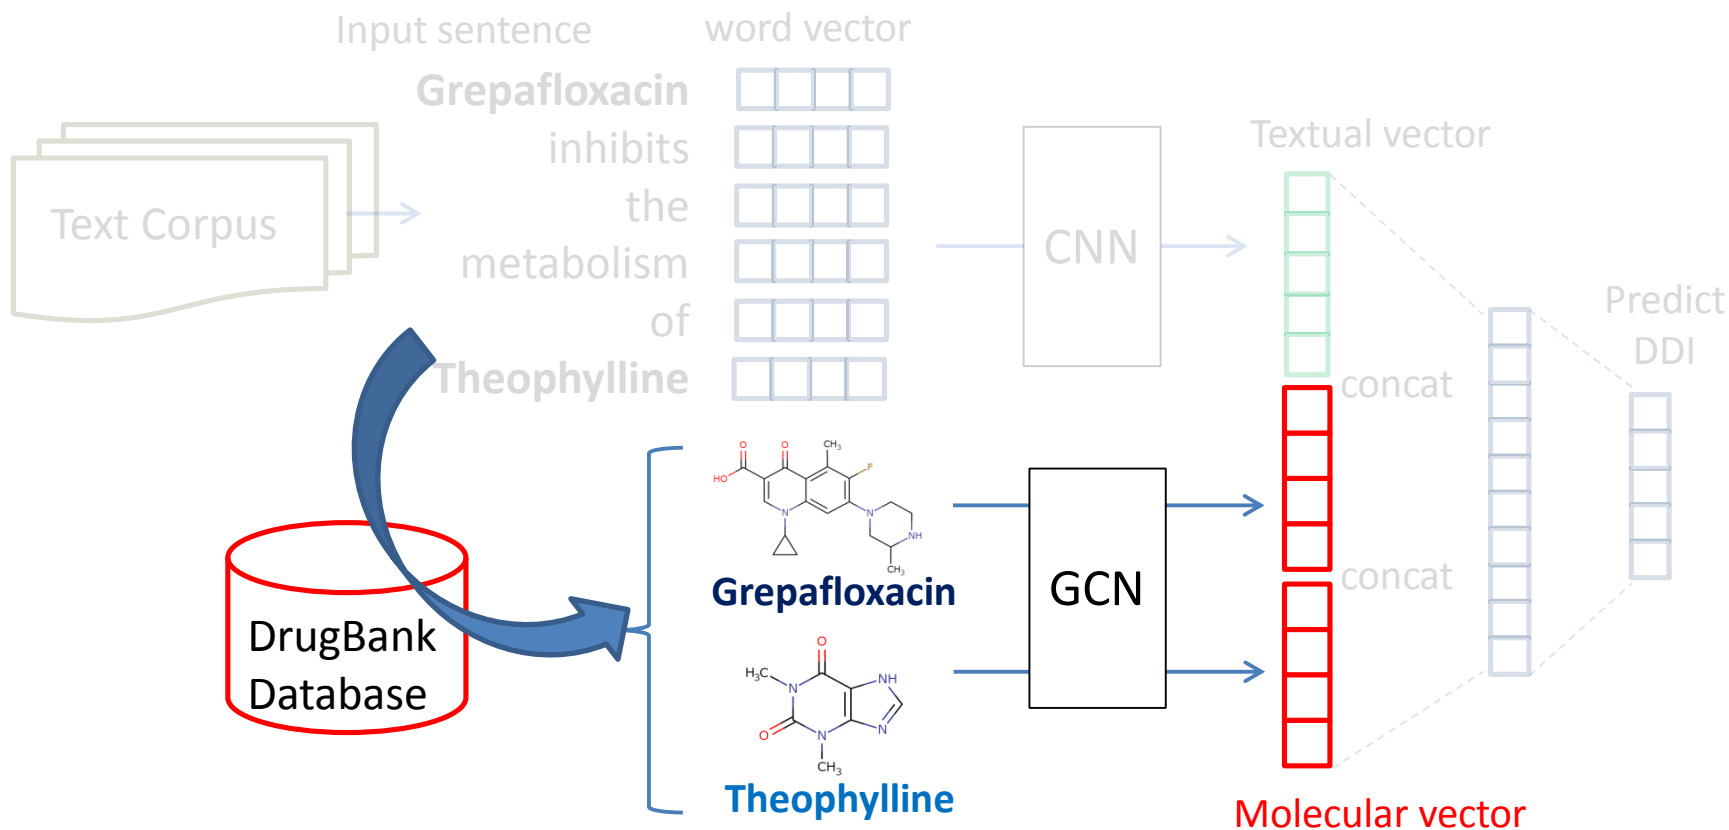 Input sentence
word vector
Grepafloxacin
inhibits
the
metabolism
of
Theophylline
Text Corpus
CNN
Textual vector
concat
concat
Predict
DDI
DrugBank
Database
O
O
CH₃
HO
F
N
N
NH
CH₃
Grepafloxacin
O
H₃C
N
NH
O
N
N
CH₃
Theophylline
GCN
Molecular vector